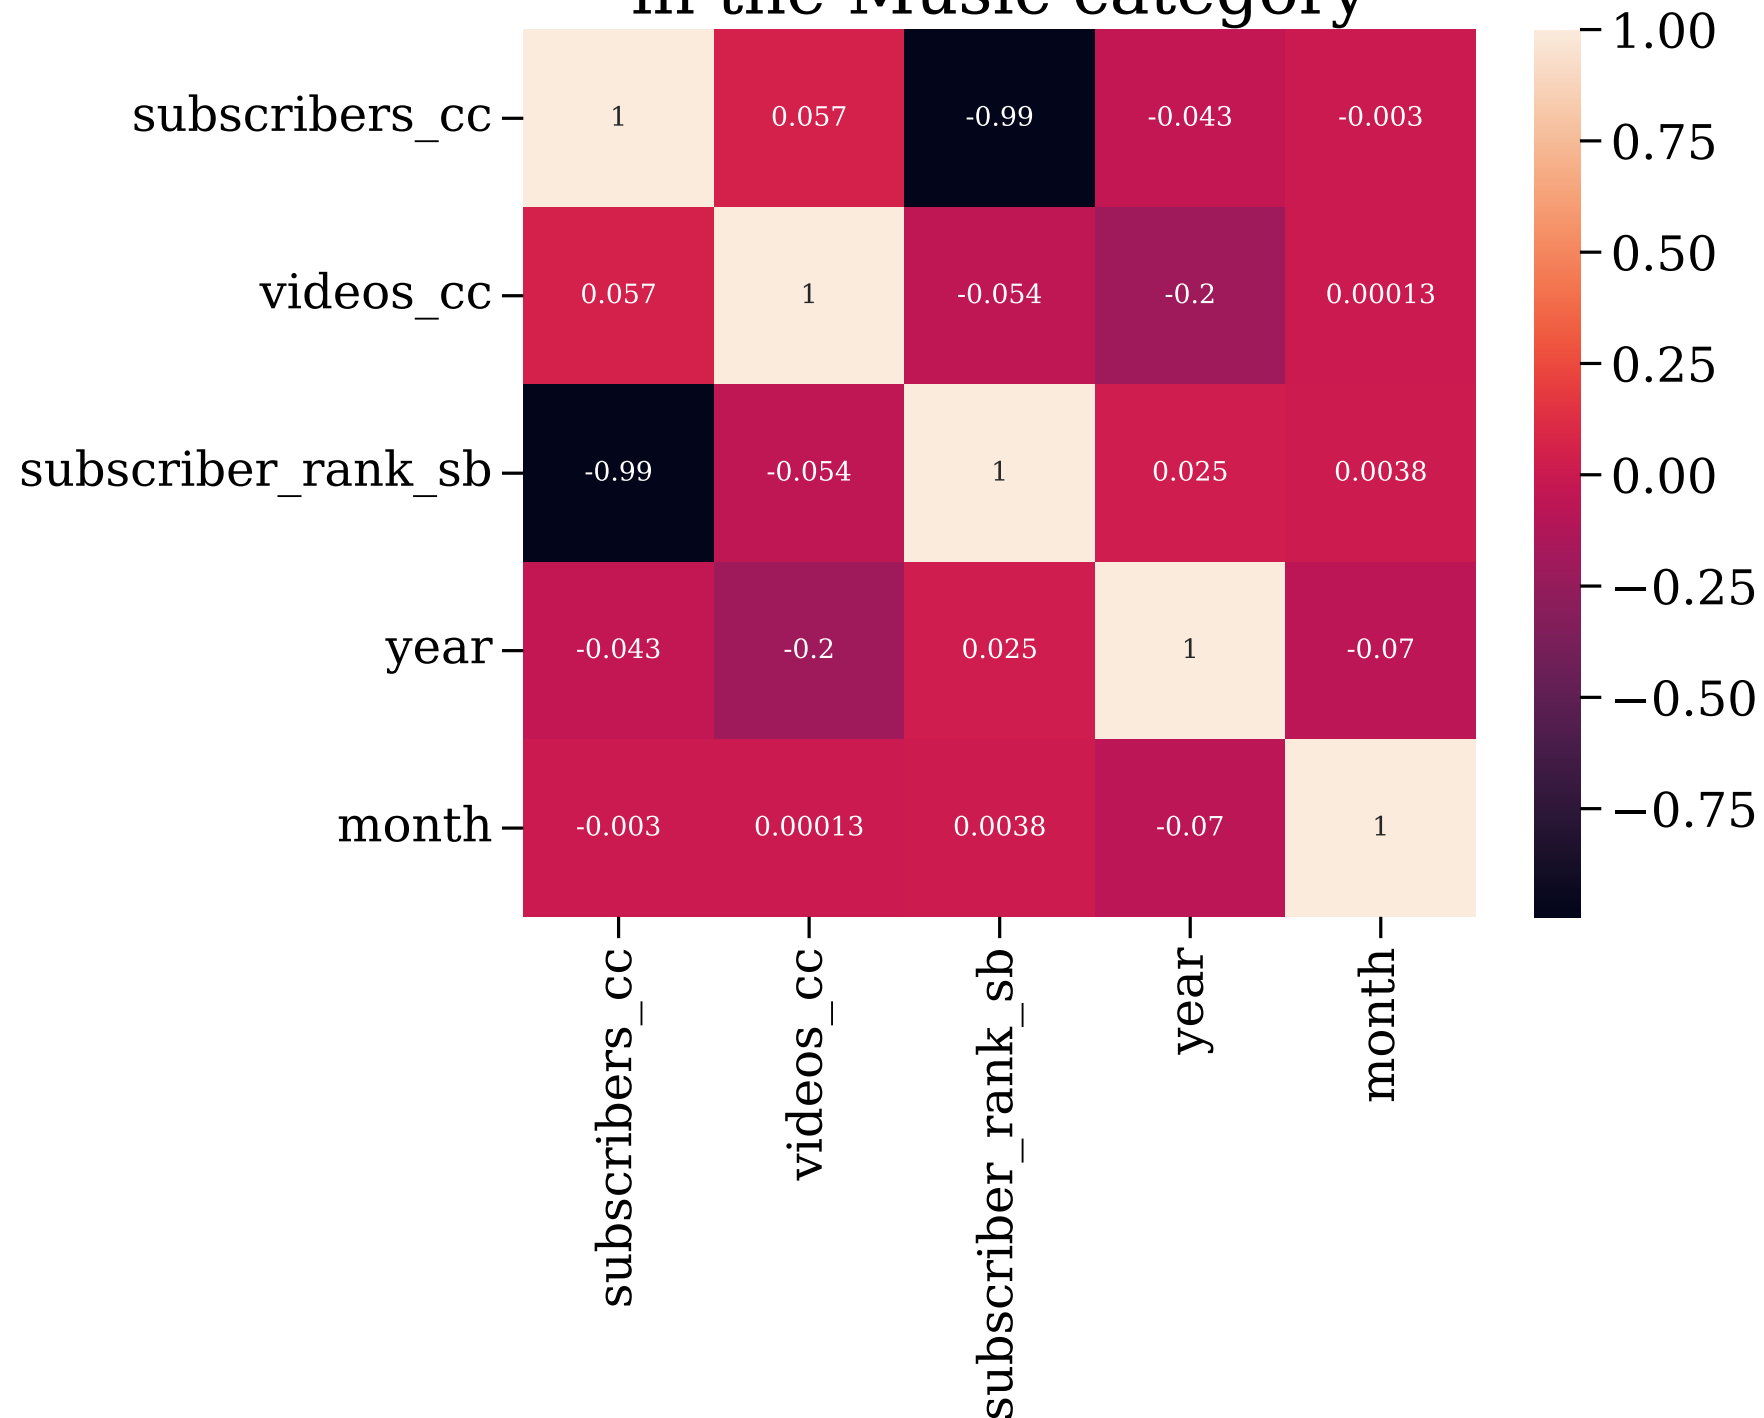 in the Music category
subscribers_cc 1 0.057 -0.99 -0.043 -0.003
videos_cc 0.057 1 -0.054 -0.2 0.00013
subscriber_rank_sb -0.99 -0.054 1 0.025 0.0038
year -0.043 -0.2 0.025 1 -0.07
month -0.003 0.00013 0.0038 -0.07 1
subscribers_cc
videos_cc
subscriber_rank_sb
year
month
1.00
0.75
0.50
0.25
0.00
−0.25
−0.50
−0.75